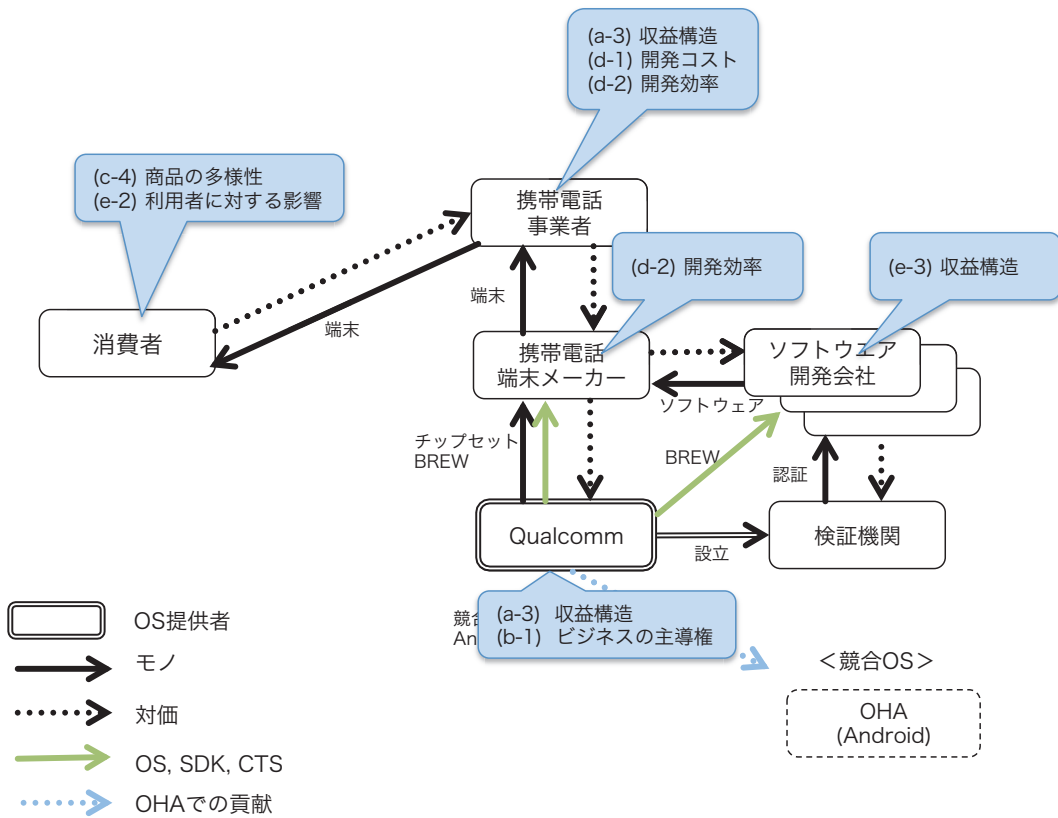 (a-3) 収益構造
(d-1) 開発コスト
(d-2) 開発効率
(c-4) 商品の多様性
(e-2) 利用者に対する影響
携帯電話
事業者
(d-2) 開発効率
(e-3) 収益構造
端末
端末
消費者
携帯電話
端末メーカー
ソフトウエア
開発会社
ソフトウェア
チップセット
BREW
BREW
認証
Qualcomm
設立
検証機関
(a-3) 収益構造
(b-1) ビジネスの主導権
競合
An
OS提供者
モノ
対価
OS, SDK, CTS
OHAでの貢献
＜競合OS＞
OHA
(Android)